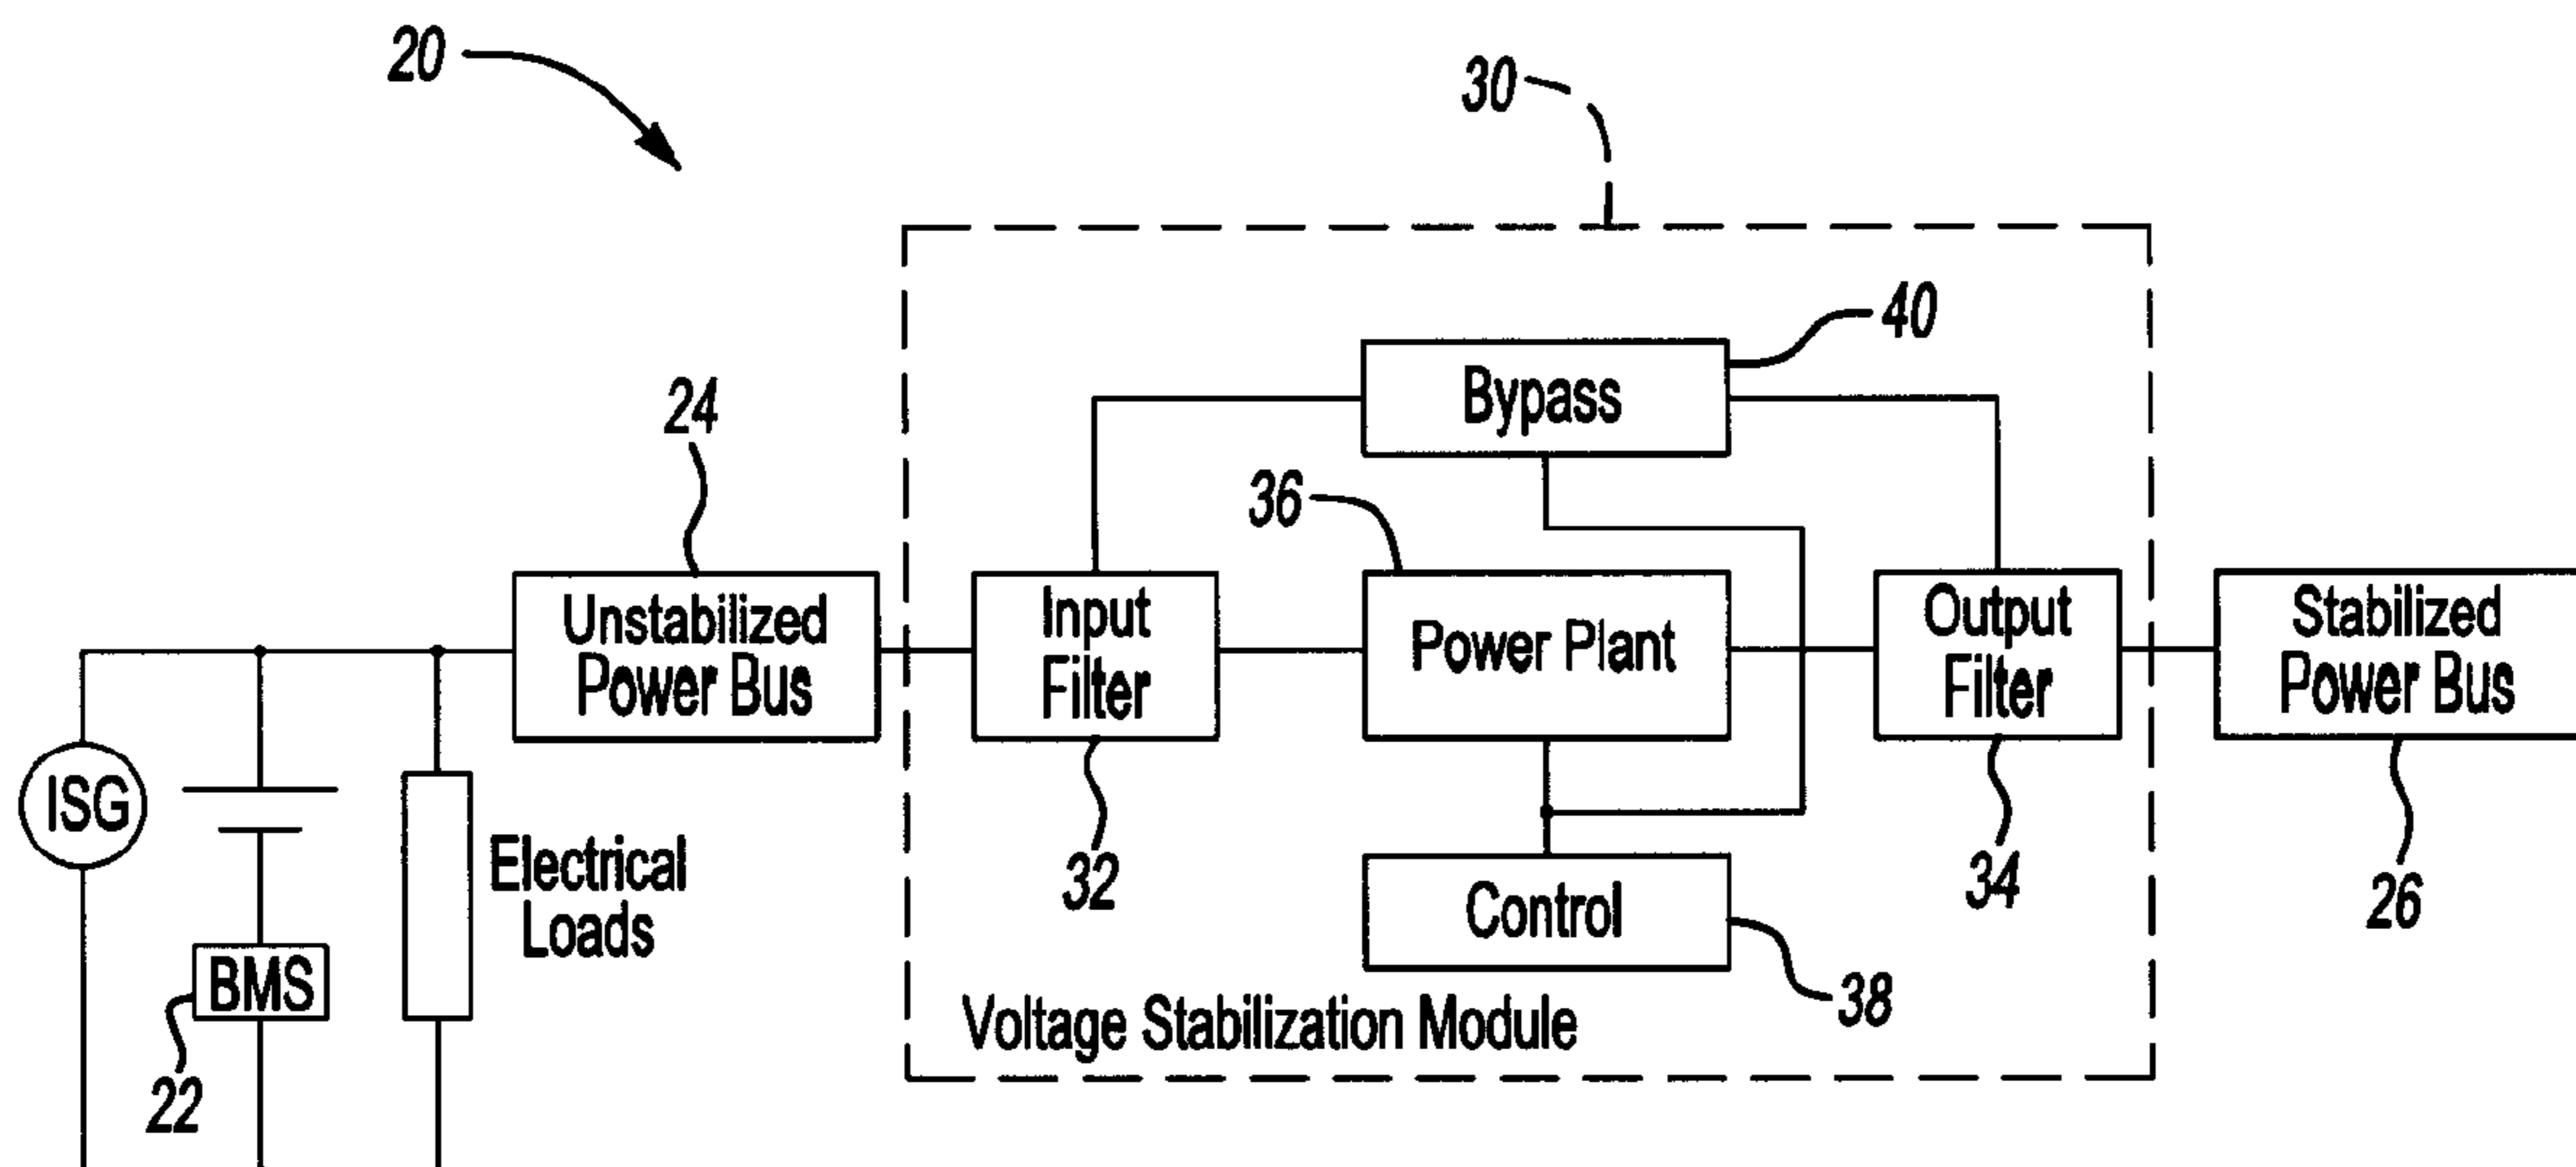 20
30
40
Bypass
24
36
Unstabilized
Power Bus
Input
Filter
Power Plant
Output
Filter
Stabilized
Power Bus
ISG
Electrical
Loads
32
34
26
Control
BMS
38
Voltage Stabilization Module
22